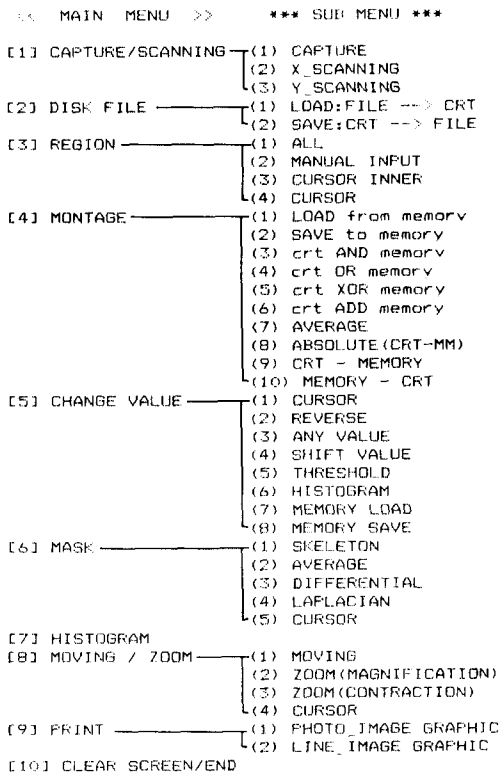 << MAIN MENU >> *** SUB MENU ***
[1] CAPTURE/SCANNING (1) CAPTURE
(2) X_SCANNING
(3) Y_SCANNING
[2] DISK FILE (1) LOAD:FILE --> CRT
(2) SAVE:CRT --> FILE
[3] REGION (1) ALL
(2) MANUAL INPUT
(3) CURSOR INNER
(4) CURSOR
[4] MONTAGE (1) LOAD from memory
(2) SAVE to memory
(3) crt AND memory
(4) crt OR memory
(5) crt XOR memory
(6) crt ADD memory
(7) AVERAGE
(8) ABSOLUTE(CRT-MM)
(9) CRT - MEMORY
(10) MEMORY - CRT
[5] CHANGE VALUE (1) CURSOR
(2) REVERSE
(3) ANY VALUE
(4) SHIFT VALUE
(5) THRESHOLD
(6) HISTOGRAM
(7) MEMORY LOAD
(8) MEMORY SAVE
[6] MASK (1) SKELETON
(2) AVERAGE
(3) DIFFERENTIAL
(4) LAPLACIAN
(5) CURSOR
[7] HISTOGRAM
[8] MOVING / ZOOM (1) MOVING
(2) ZOOM(MAGNIFICATION)
(3) ZOOM(CONTRACTION)
(4) CURSOR
[9] PRINT (1) PHOTO_IMAGE GRAPHIC
(2) LINE_IMAGE GRAPHIC
[10] CLEAR SCREEN/END